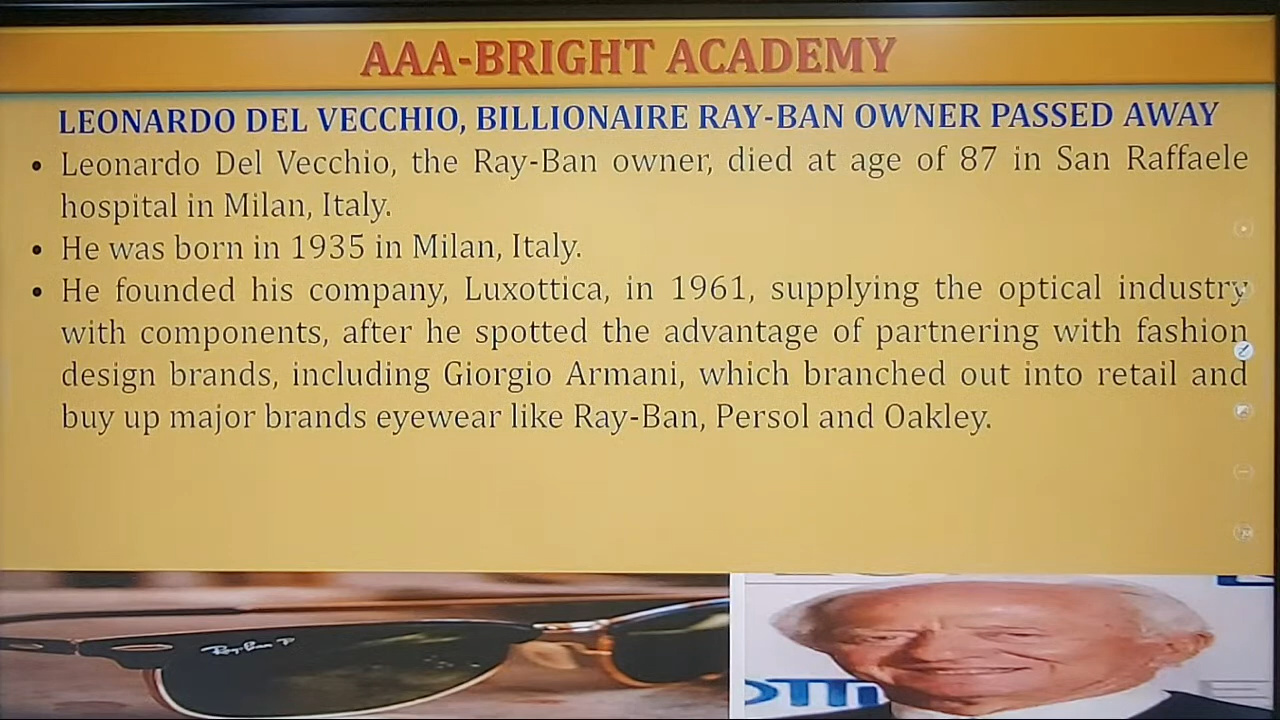 AAA-BRIGHT ACADEMY
LEONARDO DEL VECCHIO, BILLIONAIRE RAY-BAN OWNER PASSED AWAY
• Leonardo Del Vecchio, the Ray-Ban owner, died at age of 87 in San Raffaele
hospital in Milan, Italy.
• He was born in 1935 in Milan, Italy.
• He founded his company, Luxottica, in 1961, supplying the optical industry
with components, after he spotted the advantage of partnering with fashion
design brands, including Giorgio Armani, which branched out into retail and
buy up major brands eyewear like Ray-Ban, Persol and Oakley.
Ray-Ban P